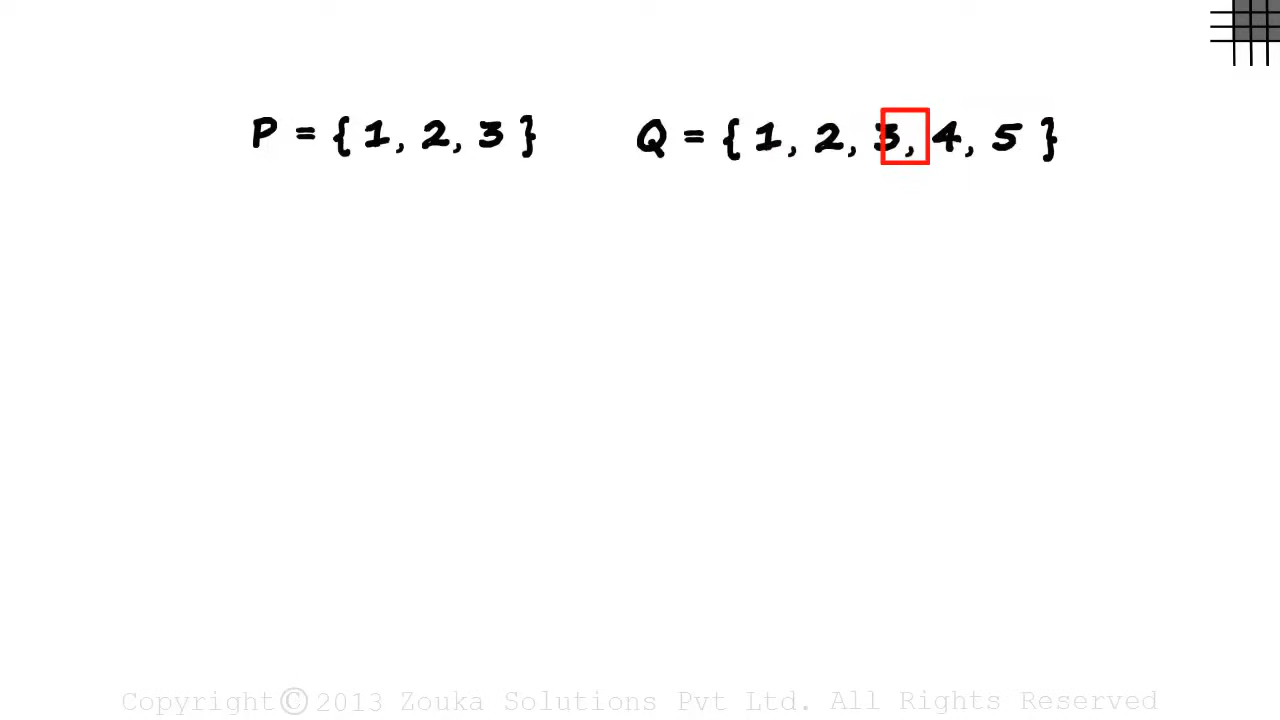 P = { 1, 2, 3 } Q = { 1, 2, 3, 4, 5 }
Copyright© 2013 Zouka Solutions Pvt Ltd. All Rights Reserved